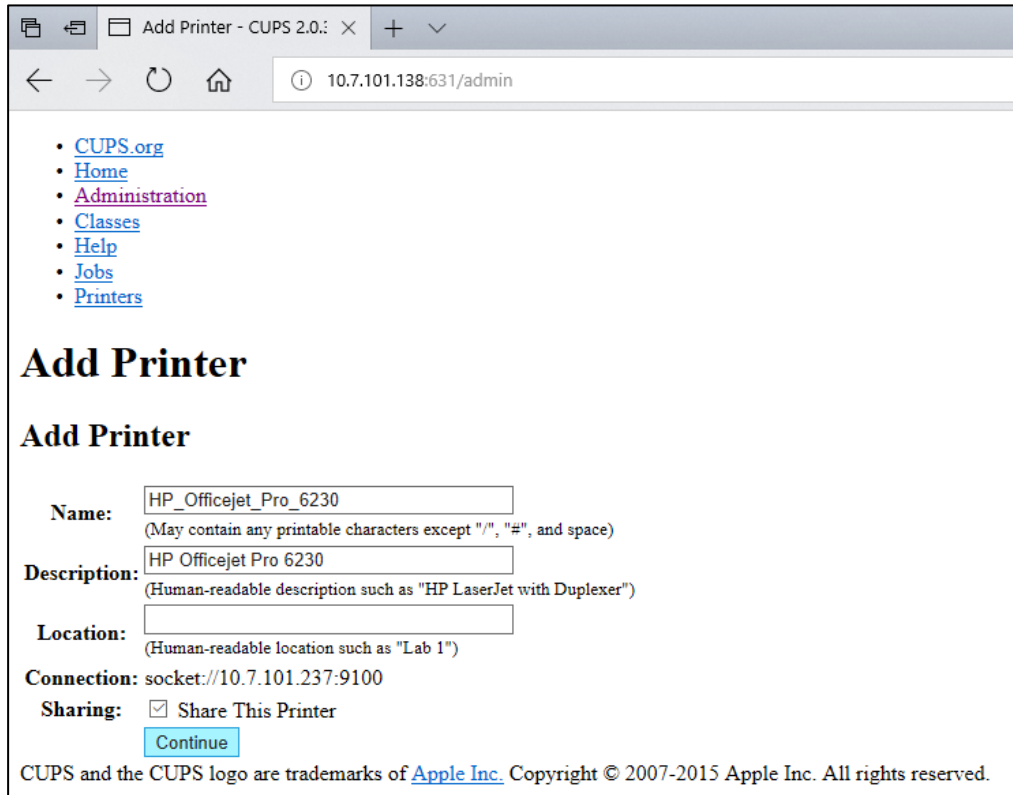 Add Printer - CUPS 2.0.:
10.7.101.138:631/admin
• CUPS.org
• Home
• Administration
• Classes
• Help
• Jobs
• Printers
Add Printer
Add Printer
Name: HP_Officejet_Pro_6230
(May contain any printable characters except "/", "#", and space)
Description: HP Officejet Pro 6230
(Human-readable description such as "HP LaserJet with Duplexer")
Location:
(Human-readable location such as "Lab 1")
Connection: socket://10.7.101.237:9100
Sharing: Share This Printer
Continue
CUPS and the CUPS logo are trademarks of Apple Inc. Copyright © 2007-2015 Apple Inc. All rights reserved.